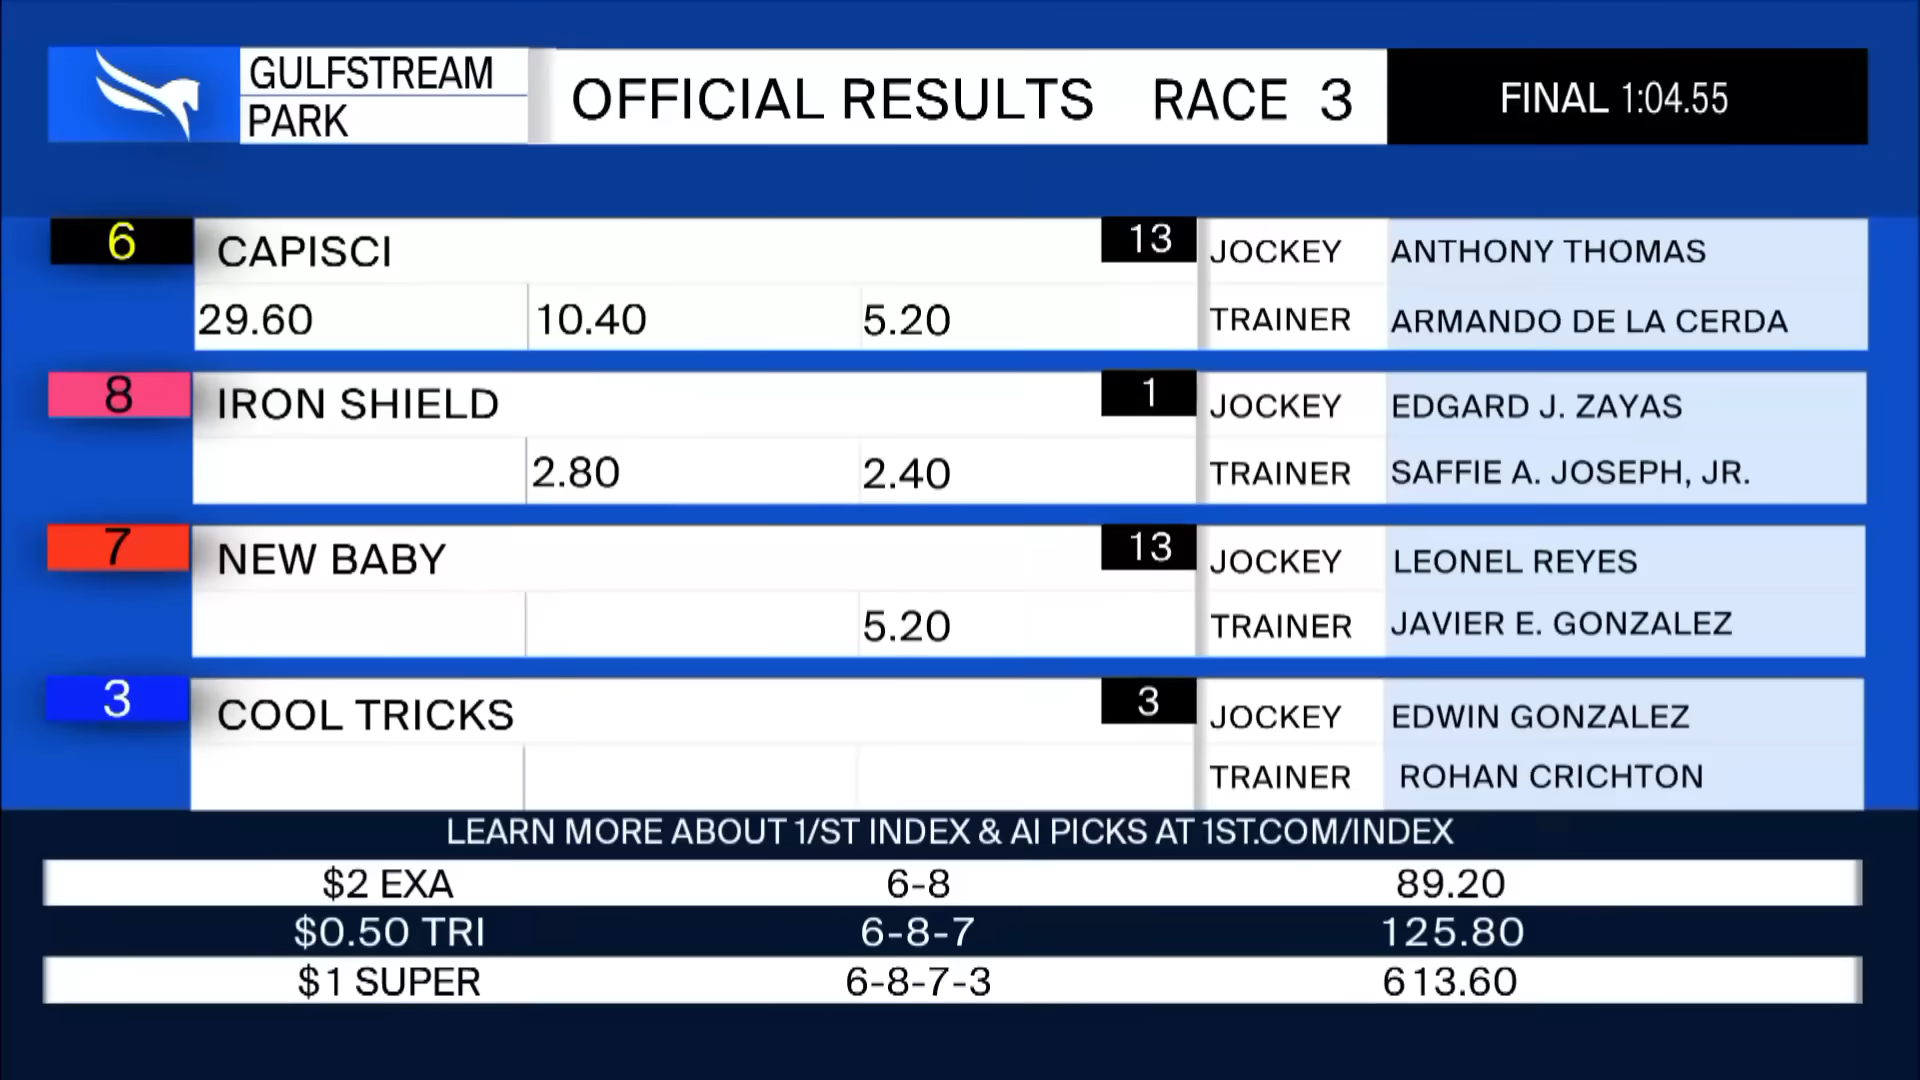 GULFSTREAM
PARK
OFFICIAL RESULTS RACE 3
FINAL 1:04.55
6 CAPISCI 13 JOCKEY ANTHONY THOMAS
29.60 10.40 5.20 TRAINER ARMANDO DE LA CERDA
8 IRON SHIELD 1 JOCKEY EDGARD J. ZAYAS
2.80 2.40 TRAINER SAFFIE A. JOSEPH, JR.
7 NEW BABY 13 JOCKEY LEONEL REYES
5.20 TRAINER JAVIER E. GONZALEZ
3 COOL TRICKS 3 JOCKEY EDWIN GONZALEZ
TRAINER ROHAN CRICHTON
LEARN MORE ABOUT 1/ST INDEX & AI PICKS AT 1ST.COM/INDEX
$2 EXA 6-8 89.20
$0.50 TRI 6-8-7 125.80
$1 SUPER 6-8-7-3 613.60